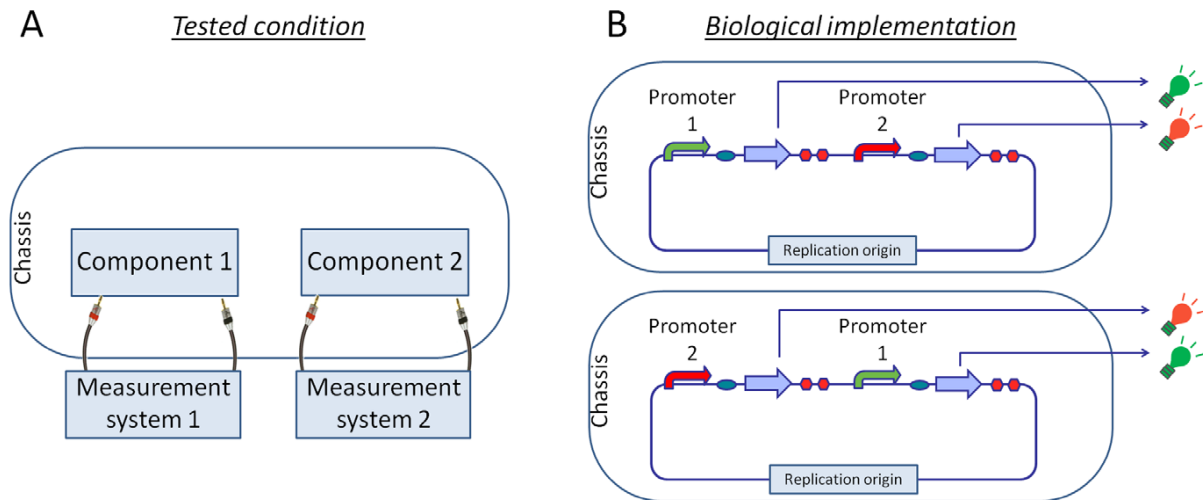 A
Tested condition
Chassis
Component 1
Component 2
Measurement
system 1
Measurement
system 2
B
Biological implementation
Chassis
Promoter
1
Promoter
2
Replication origin
Chassis
Promoter
2
Promoter
1
Replication origin